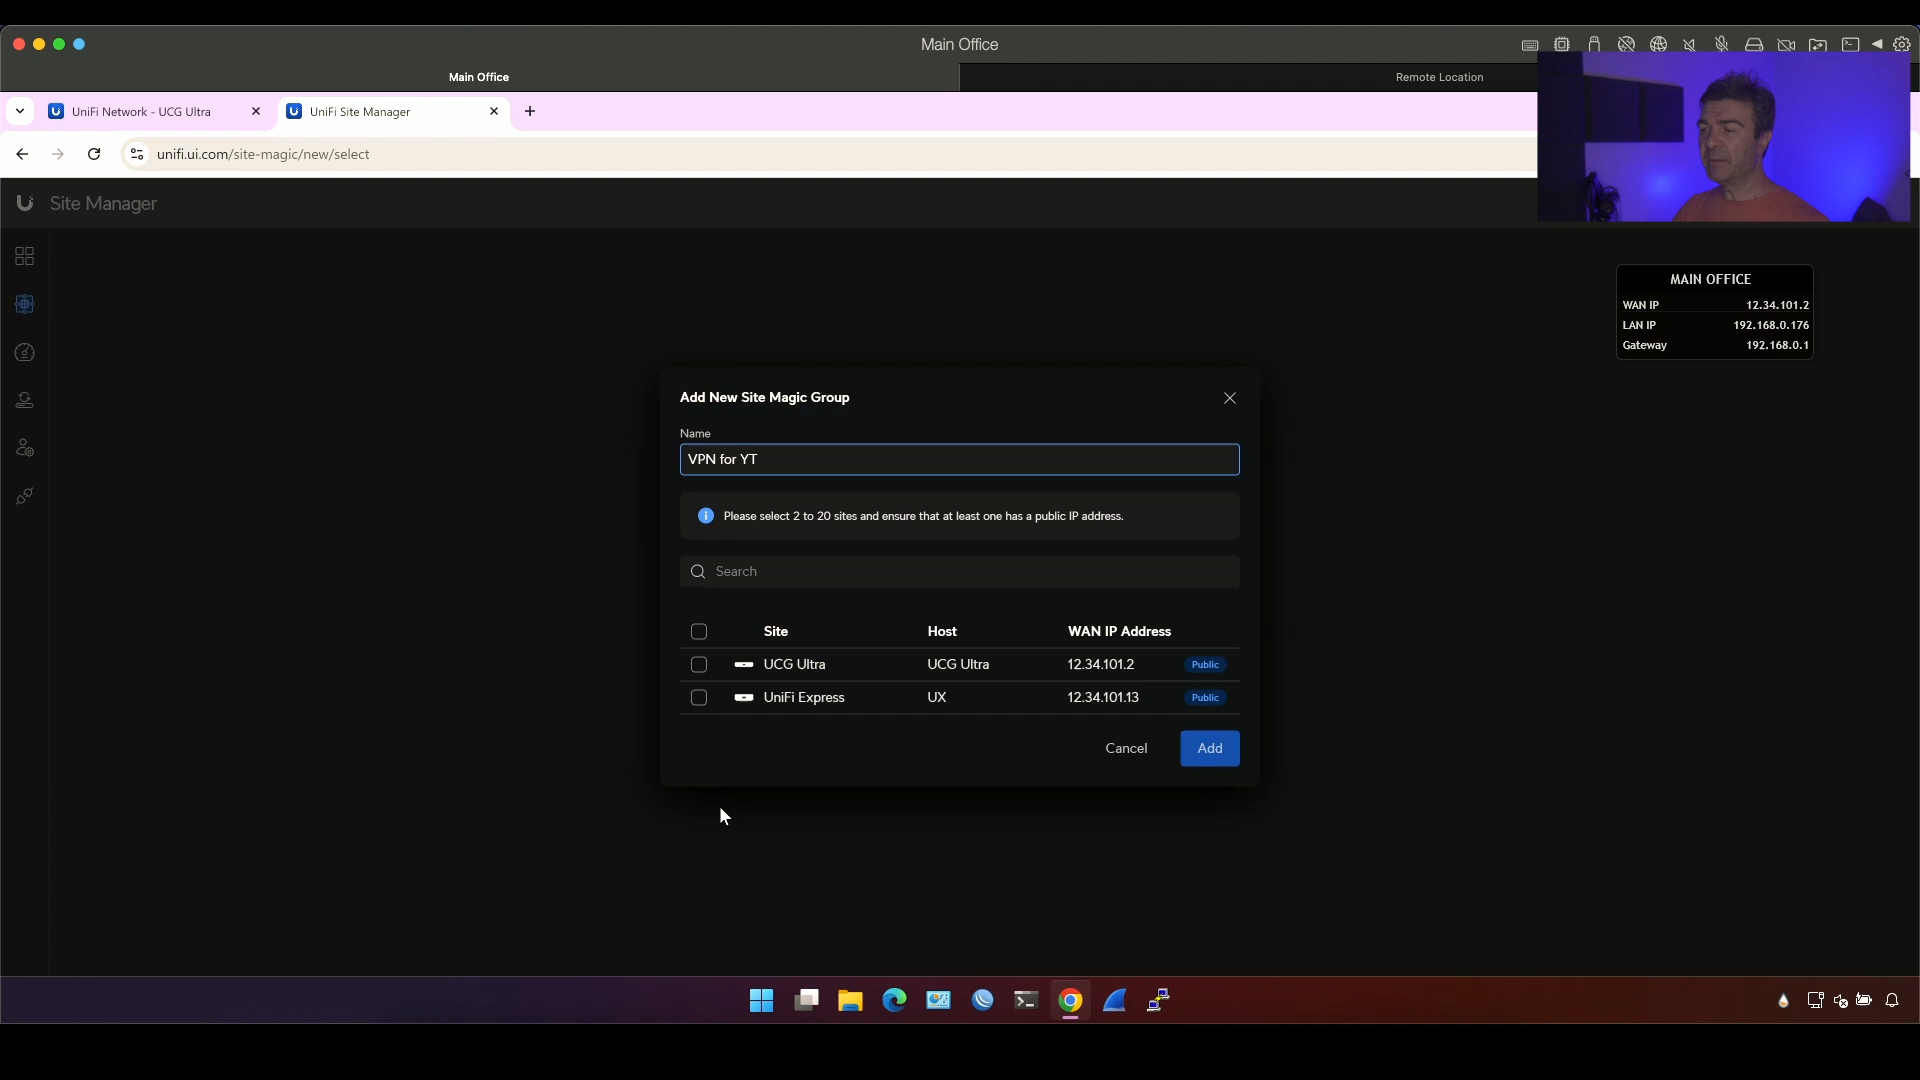 Main Office
Main Office
Remote Location
UniFi Network - UCG Ultra
UniFi Site Manager
unifi.ui.com/site-magic/new/select
Site Manager
MAIN OFFICE
WAN IP 12.34.101.2
LAN IP 192.168.0.176
Gateway 192.168.0.1
Add New Site Magic Group
Name
VPN for YT
Please select 2 to 20 sites and ensure that at least one has a public IP address.
Search
Site Host WAN IP Address
UCG Ultra UCG Ultra 12.34.101.2 Public
UniFi Express UX 12.34.101.13 Public
Cancel Add